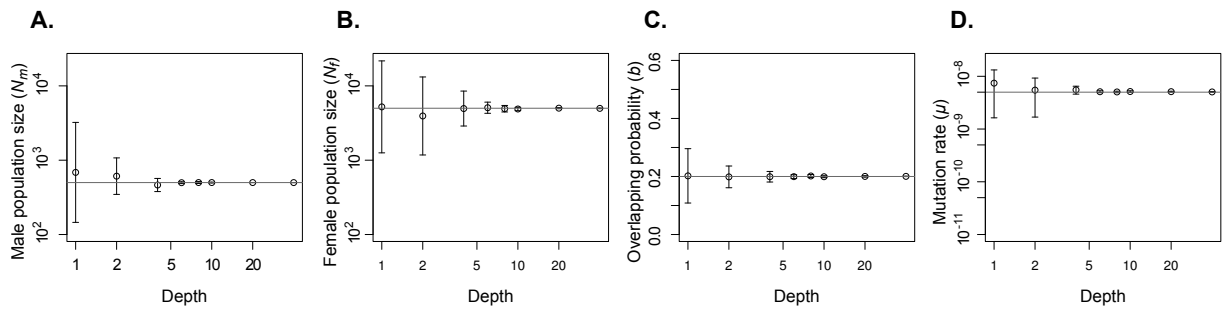 A.
Male population size (Nm)
10^4
10^3
10^2
1 2 5 10 20
Depth
B.
Female population size (Nf)
10^4
10^3
10^2
1 2 5 10 20
Depth
C.
Overlapping probability (b)
0.6
0.4
0.2
0.0
1 2 5 10 20
Depth
D.
Mutation rate (μ)
10^-8
10^-9
10^-10
10^-11
1 2 5 10 20
Depth